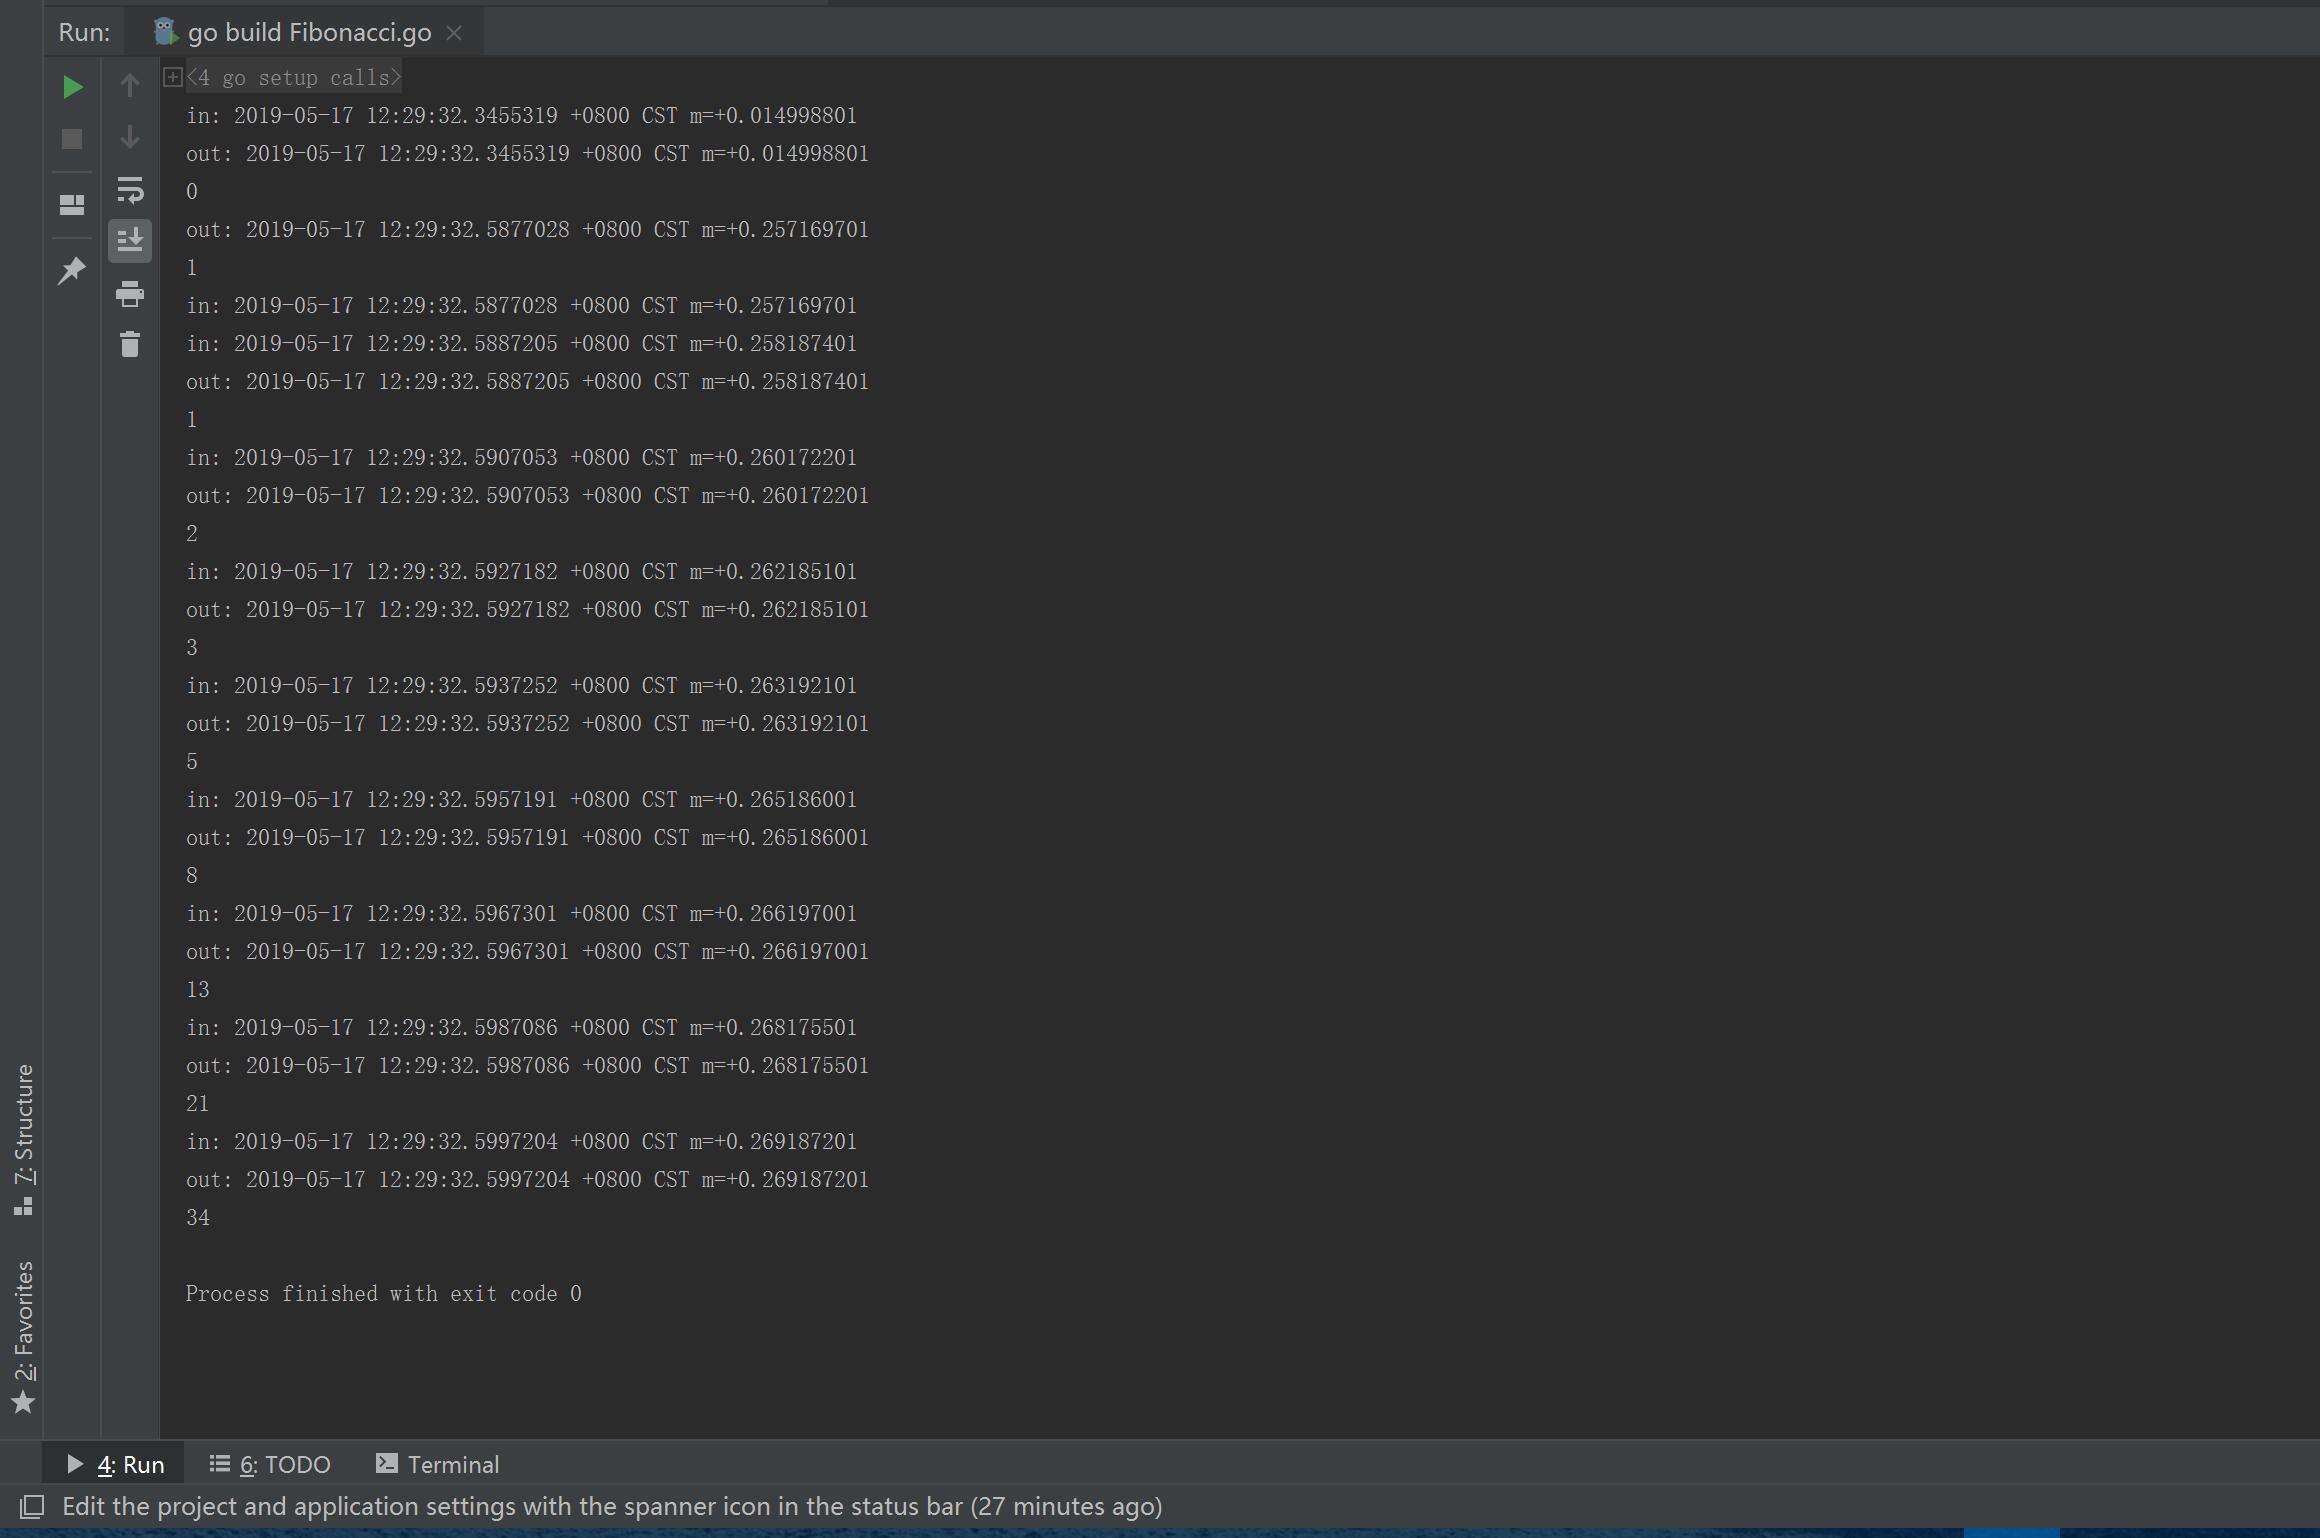 Run: go build Fibonacci.go
<4 go setup calls>
in: 2019-05-17 12:29:32.3455319 +0800 CST m=+0.014998801
out: 2019-05-17 12:29:32.3455319 +0800 CST m=+0.014998801
0
out: 2019-05-17 12:29:32.5877028 +0800 CST m=+0.257169701
1
in: 2019-05-17 12:29:32.5877028 +0800 CST m=+0.257169701
in: 2019-05-17 12:29:32.5887205 +0800 CST m=+0.258187401
out: 2019-05-17 12:29:32.5887205 +0800 CST m=+0.258187401
1
in: 2019-05-17 12:29:32.5907053 +0800 CST m=+0.260172201
out: 2019-05-17 12:29:32.5907053 +0800 CST m=+0.260172201
2
in: 2019-05-17 12:29:32.5927182 +0800 CST m=+0.262185101
out: 2019-05-17 12:29:32.5927182 +0800 CST m=+0.262185101
3
in: 2019-05-17 12:29:32.5937252 +0800 CST m=+0.263192101
out: 2019-05-17 12:29:32.5937252 +0800 CST m=+0.263192101
5
in: 2019-05-17 12:29:32.5957191 +0800 CST m=+0.265186001
out: 2019-05-17 12:29:32.5957191 +0800 CST m=+0.265186001
8
in: 2019-05-17 12:29:32.5967301 +0800 CST m=+0.266197001
out: 2019-05-17 12:29:32.5967301 +0800 CST m=+0.266197001
13
in: 2019-05-17 12:29:32.5987086 +0800 CST m=+0.268175501
out: 2019-05-17 12:29:32.5987086 +0800 CST m=+0.268175501
21
in: 2019-05-17 12:29:32.5997204 +0800 CST m=+0.269187201
out: 2019-05-17 12:29:32.5997204 +0800 CST m=+0.269187201
34
Process finished with exit code 0
7: Structure
2: Favorites
4: Run 6: TODO Terminal
Edit the project and application settings with the spanner icon in the status bar (27 minutes ago)